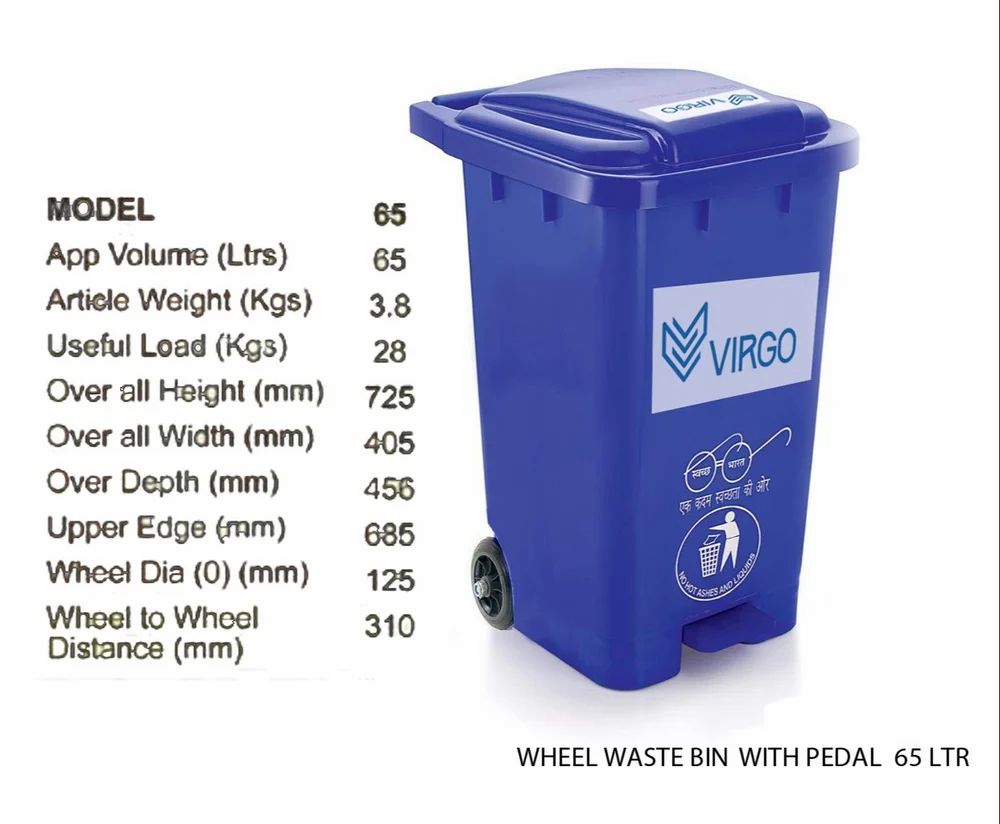 VIRGO
MODEL 65
App Volume (Ltrs) 65
Article Weight (Kgs) 3.8
Useful Load (Kgs) 28
Over all Height (mm) 725
Over all Width (mm) 405
Over Depth (mm) 456
Upper Edge (mm) 685
Wheel Dia (0) (mm) 125
Wheel to Wheel 310
Distance (mm)
VIRGO
स्वच्छ भारत
एक कदम स्वच्छता की ओर
NO HOT ASHES AND LIQUIDS
WHEEL WASTE BIN WITH PEDAL 65 LTR